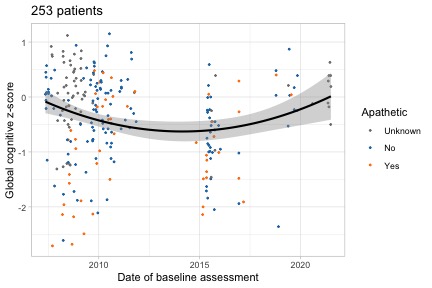 253 patients
Global cognitive z-score
1
0
-1
-2
2010
2015
2020
Date of baseline assessment
Apathetic
Unknown
No
Yes